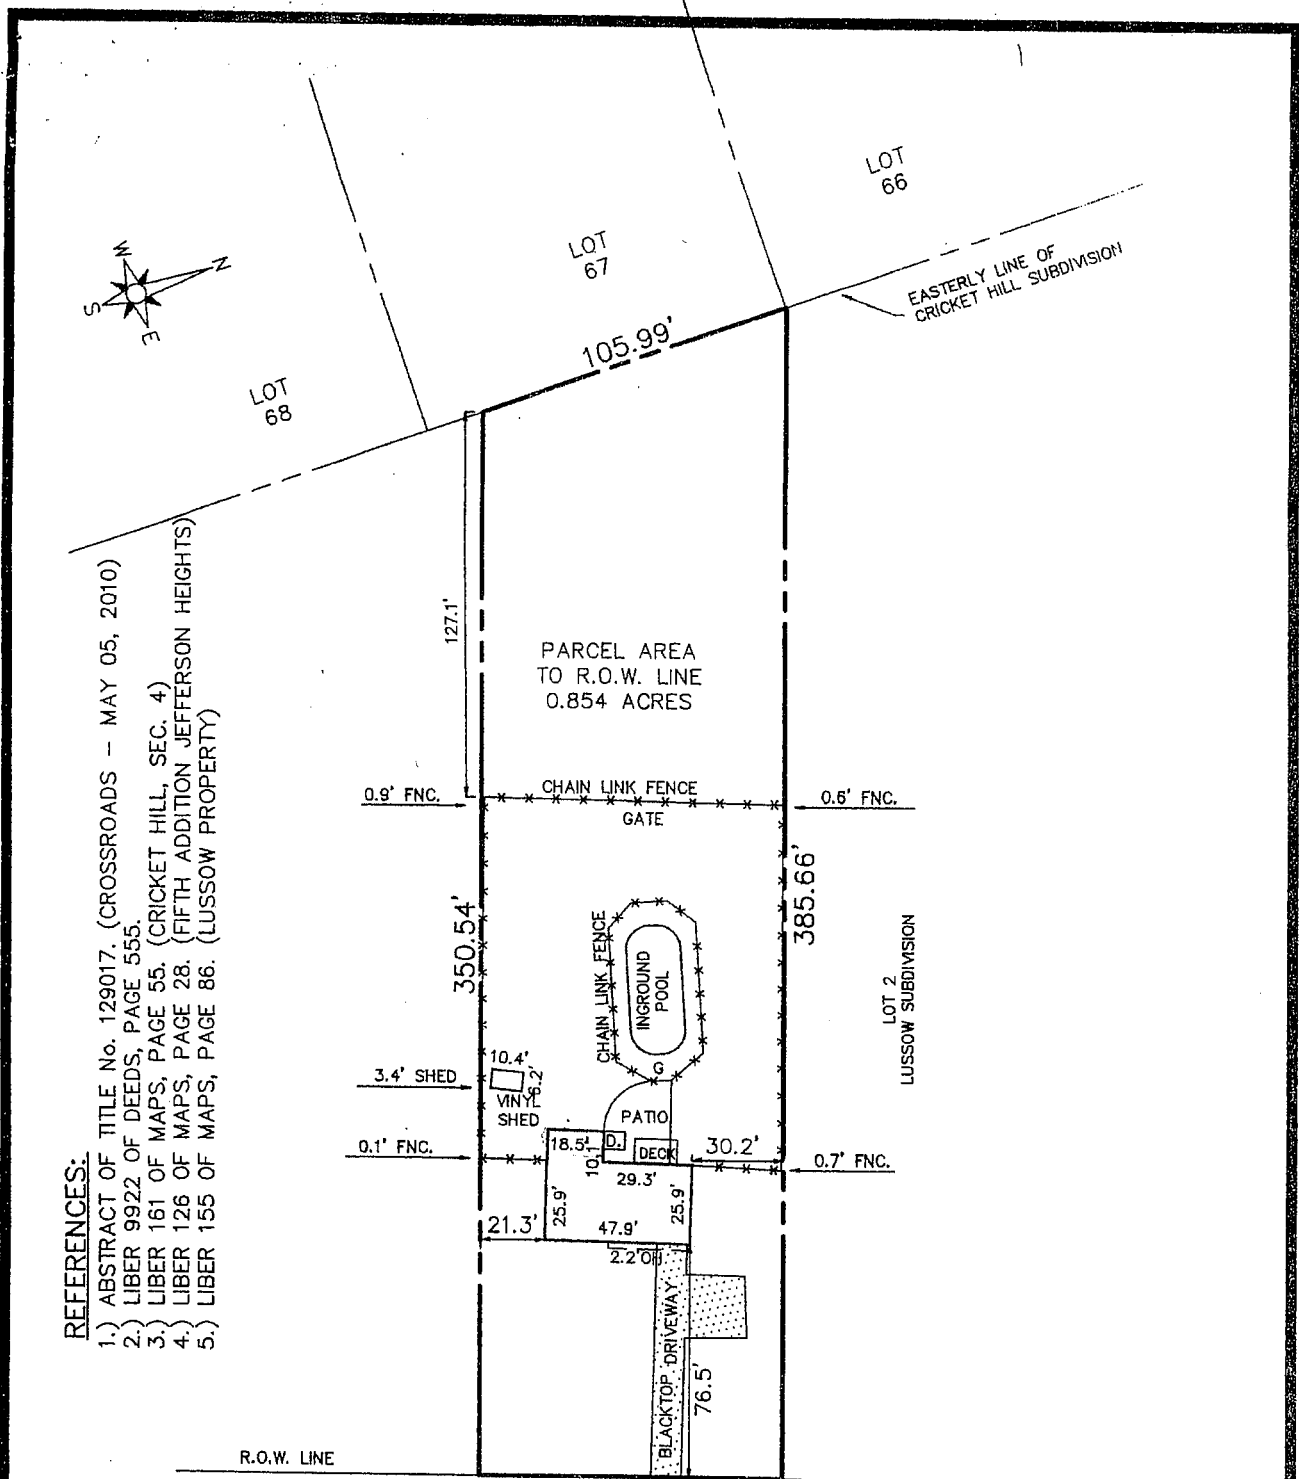 LOT
66
LOT
67
EASTERLY LINE OF
CRICKET HILL SUBDIVISION
W
N
S
E
105.99'
LOT
68
127.1'
PARCEL AREA
TO R.O.W. LINE
0.854 ACRES
CHAIN LINK FENCE
GATE
0.9' FNC.
0.6' FNC.
350.54'
385.66'
CHAIN LINK FENCE
INGROUND
POOL
LOT 2
LUSSOW SUBDIVISION
G
10.4'
6.2'
3.4' SHED
VINYL
SHED
PATIO
0.1' FNC.
18.5'
D.
DECK
10.1'
30.2'
0.7' FNC.
29.3'
25.9'
25.9'
21.3'
47.9'
2.2'OH
BLACKTOP DRIVEWAY
76.5'
R.O.W. LINE
REFERENCES:
1.) ABSTRACT OF TITLE No. 129017. (CROSSROADS - MAY 05, 2010)
2.) LIBER 9922 OF DEEDS, PAGE 555.
3.) LIBER 161 OF MAPS, PAGE 55. (CRICKET HILL, SEC. 4)
4.) LIBER 126 OF MAPS, PAGE 28. (FIFTH ADDITION JEFFERSON HEIGHTS)
5.) LIBER 155 OF MAPS, PAGE 86. (LUSSOW PROPERTY)